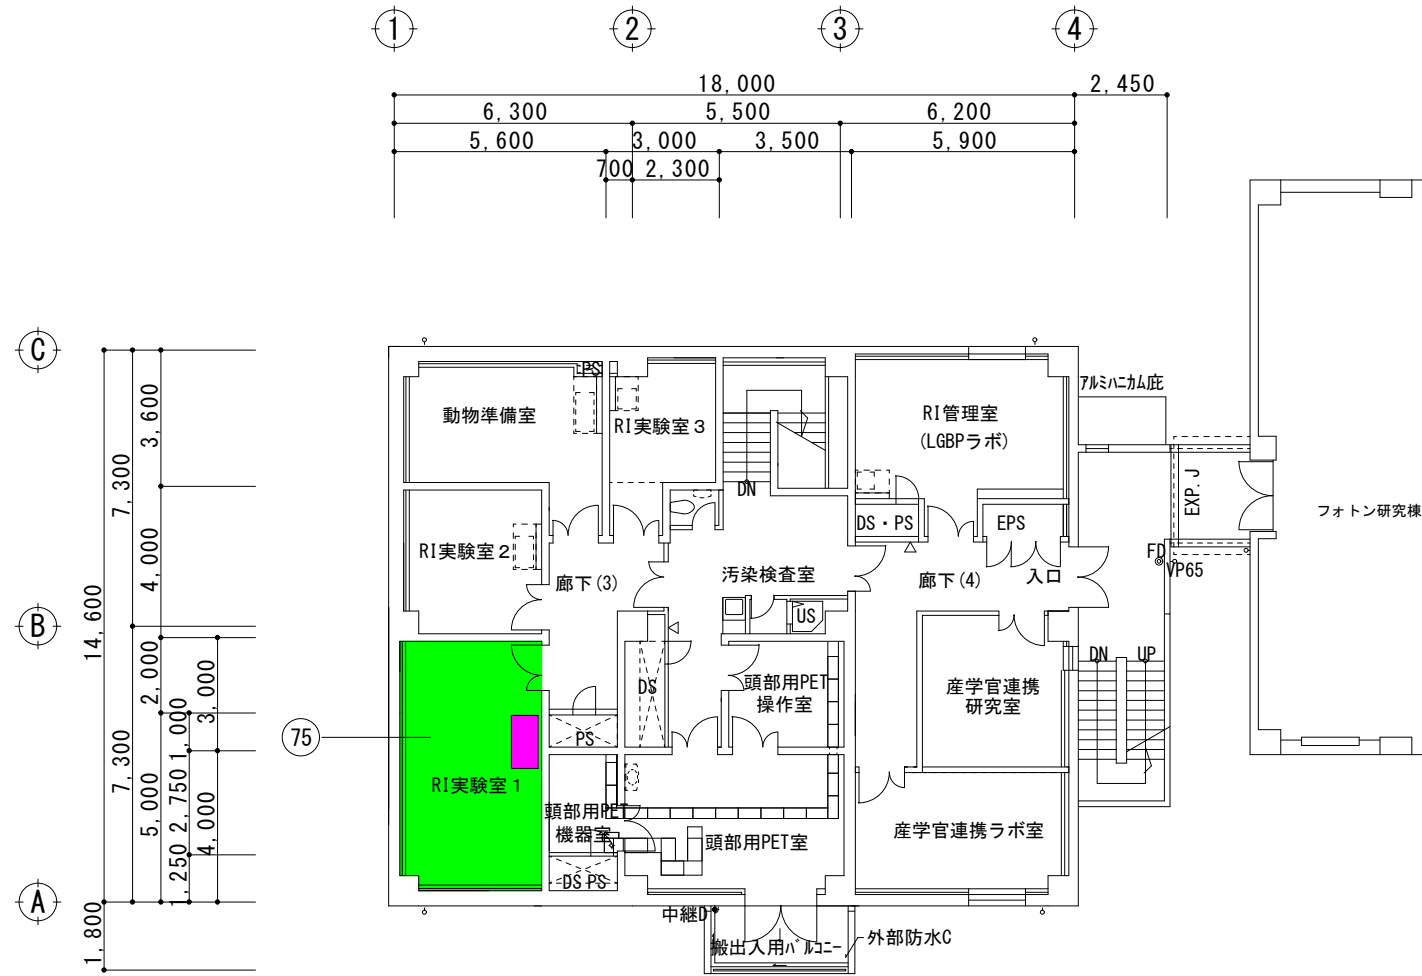 1
2
3
4
18,000
2,450
6,300
5,500
6,200
5,600
3,000
3,500
5,900
700
2,300
C
B
A
3,600
7,300
4,000
14,600
2,000
3,000
1,000
7,300
5,000
2,750
4,000
1,250
1,800
動物準備室
EPS
RI実験室3
DN
RI管理室
(LGBPラボ)
アルミハニカム庇
EXP.J
フォトン研究棟
RI実験室2
DS・PS
EPS
廊下(3)
汚染検査室
廊下(4)
入口
FD
VP65
US
DS
頭部用PET
操作室
産学官連携
研究室
DN
UP
75
PS
RI実験室1
頭部用PET
機器室
頭部用PET室
産学官連携ラボ室
DS
PS
中継D
搬出入用バルコニー
外部防水C